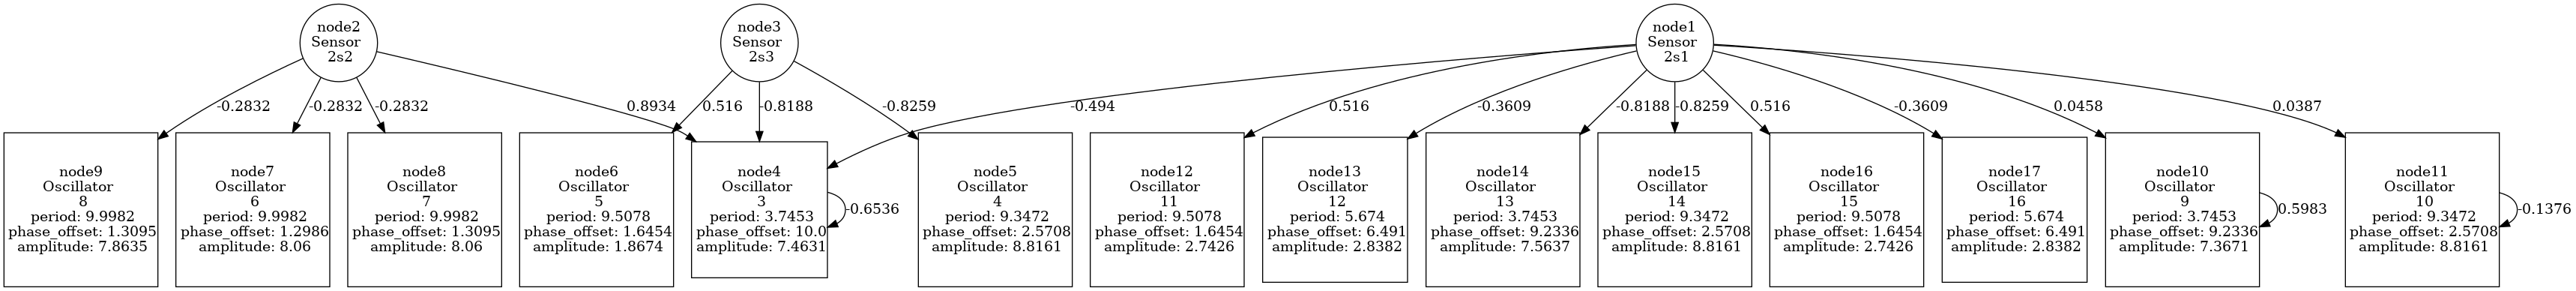 node2
Sensor
2s2
node3
Sensor
2s3
node1
Sensor
2s1
-0.2832
-0.2832
-0.2832
0.8934
0.516
-0.8188
-0.8259
-0.494
0.516
-0.3609
-0.8188
-0.8259
0.516
-0.3609
0.0458
0.0387
node9
Oscillator
8
period: 9.9982
phase_offset: 1.3095
amplitude: 7.8635
node7
Oscillator
6
period: 9.9982
phase_offset: 1.2986
amplitude: 8.06
node8
Oscillator
7
period: 9.9982
phase_offset: 1.3095
amplitude: 8.06
node6
Oscillator
5
period: 9.5078
phase_offset: 1.6454
amplitude: 1.8674
node4
Oscillator
3
period: 3.7453
phase_offset: 10.0
amplitude: 7.4631
-0.6536
node5
Oscillator
4
period: 9.3472
phase_offset: 2.5708
amplitude: 8.8161
node12
Oscillator
11
period: 9.5078
phase_offset: 1.6454
amplitude: 2.7426
node13
Oscillator
12
period: 5.674
phase_offset: 6.491
amplitude: 2.8382
node14
Oscillator
13
period: 3.7453
phase_offset: 9.2336
amplitude: 7.5637
node15
Oscillator
14
period: 9.3472
phase_offset: 2.5708
amplitude: 8.8161
node16
Oscillator
15
period: 9.5078
phase_offset: 1.6454
amplitude: 2.7426
node17
Oscillator
16
period: 5.674
phase_offset: 6.491
amplitude: 2.8382
node10
Oscillator
9
period: 3.7453
phase_offset: 9.2336
amplitude: 7.3671
0.5983
node11
Oscillator
10
period: 9.3472
phase_offset: 2.5708
amplitude: 8.8161
-0.1376